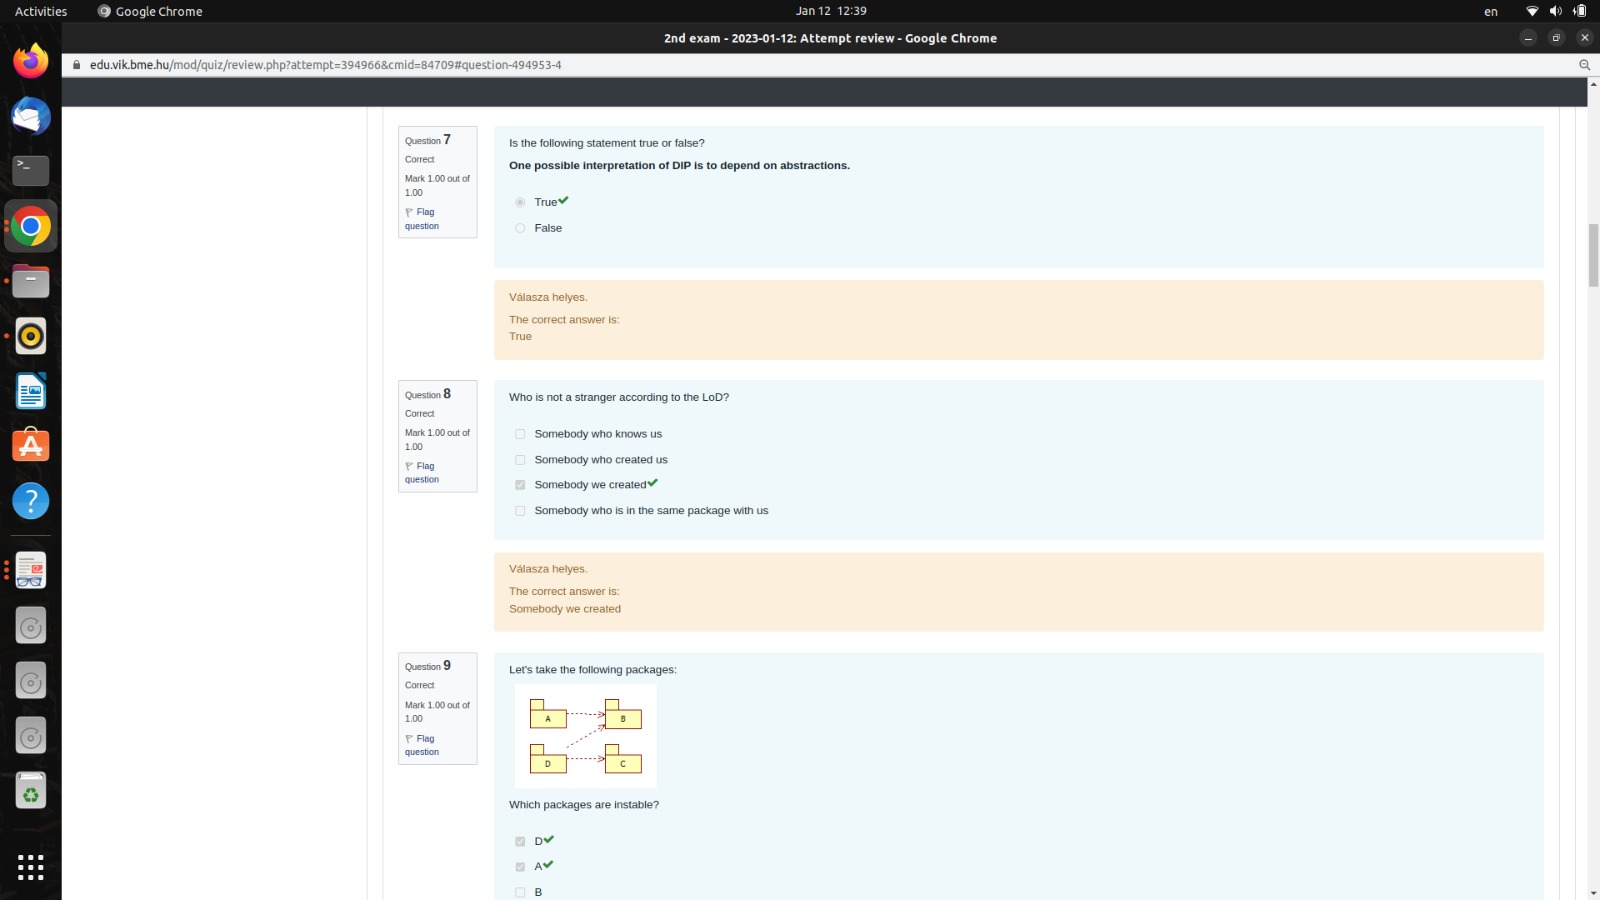 Activities
Google Chrome
Jan 12 12:39
en
2nd exam - 2023-01-12: Attempt review - Google Chrome
edu.vik.bme.hu/mod/quiz/review.php?attempt=394966&cmid=84709#question-494953-4
Question 7
Correct
Mark 1.00 out of
1.00
Flag
question
Is the following statement true or false?
One possible interpretation of DIP is to depend on abstractions.
True
False
Válasza helyes.
The correct answer is:
True
Question 8
Correct
Mark 1.00 out of
1.00
Flag
question
Who is not a stranger according to the LoD?
Somebody who knows us
Somebody who created us
Somebody we created
Somebody who is in the same package with us
Válasza helyes.
The correct answer is:
Somebody we created
Question 9
Correct
Mark 1.00 out of
1.00
Flag
question
Let's take the following packages:
A
B
D
C
Which packages are instable?
D
A
B